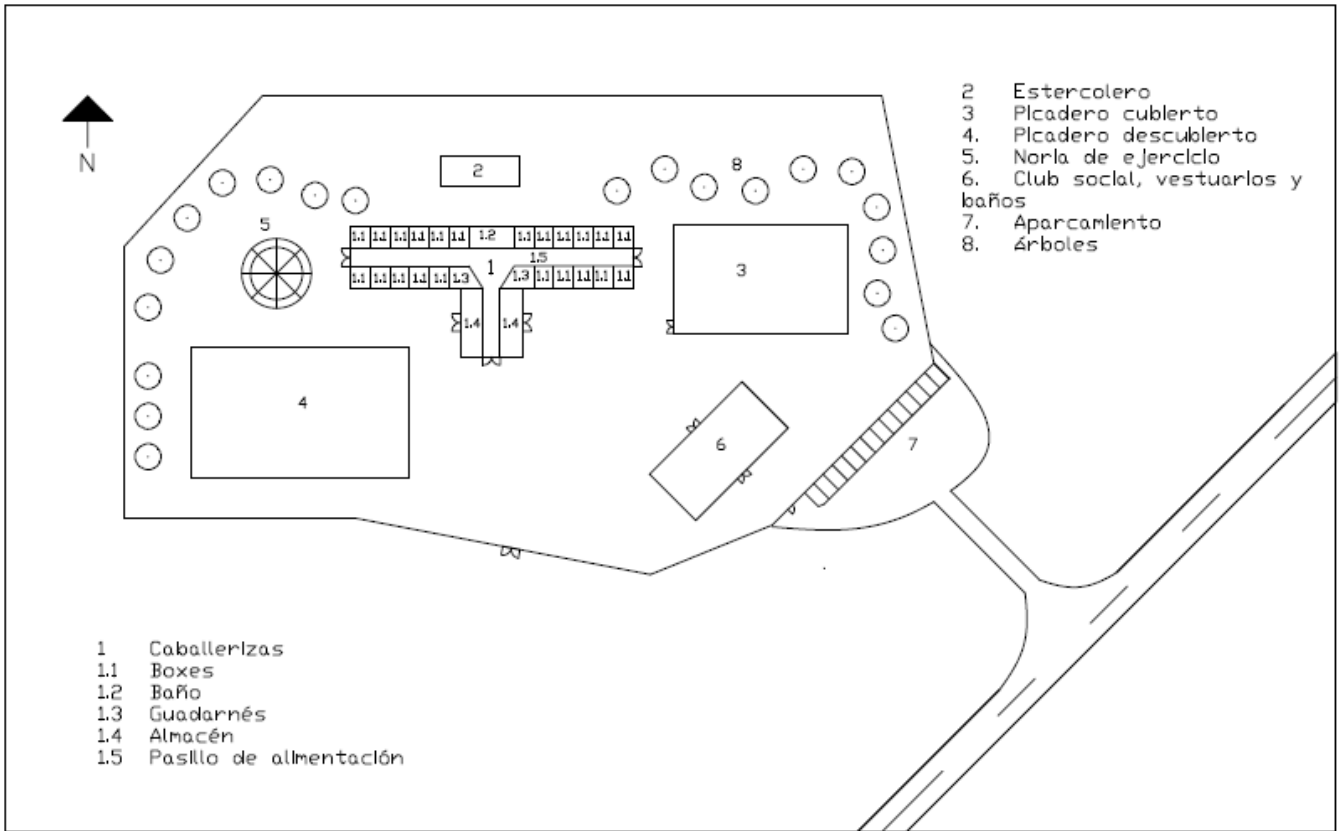 2 Estercolero
3 Picadero cubierto
4. Picadero descubierto
5. Noria de ejercicio
6. Club social, vestuarios y
baños
7. Aparcamiento
8. árboles
N
2
8
5
1.1 1.1 1.1 1.1 1.1 1.1 1.2 1.1 1.1 1.1 1.1 1.1 1.1
1.5
1
3
1.1 1.1 1.1 1.1 1.1 1.3 1.3 1.1 1.1 1.1 1.1 1.1
1.4 1.4
4
6
7
1 Caballerizas
1.1 Boxes
1.2 Baño
1.3 Guadarnés
1.4 Almacén
1.5 Pasillo de alimentación